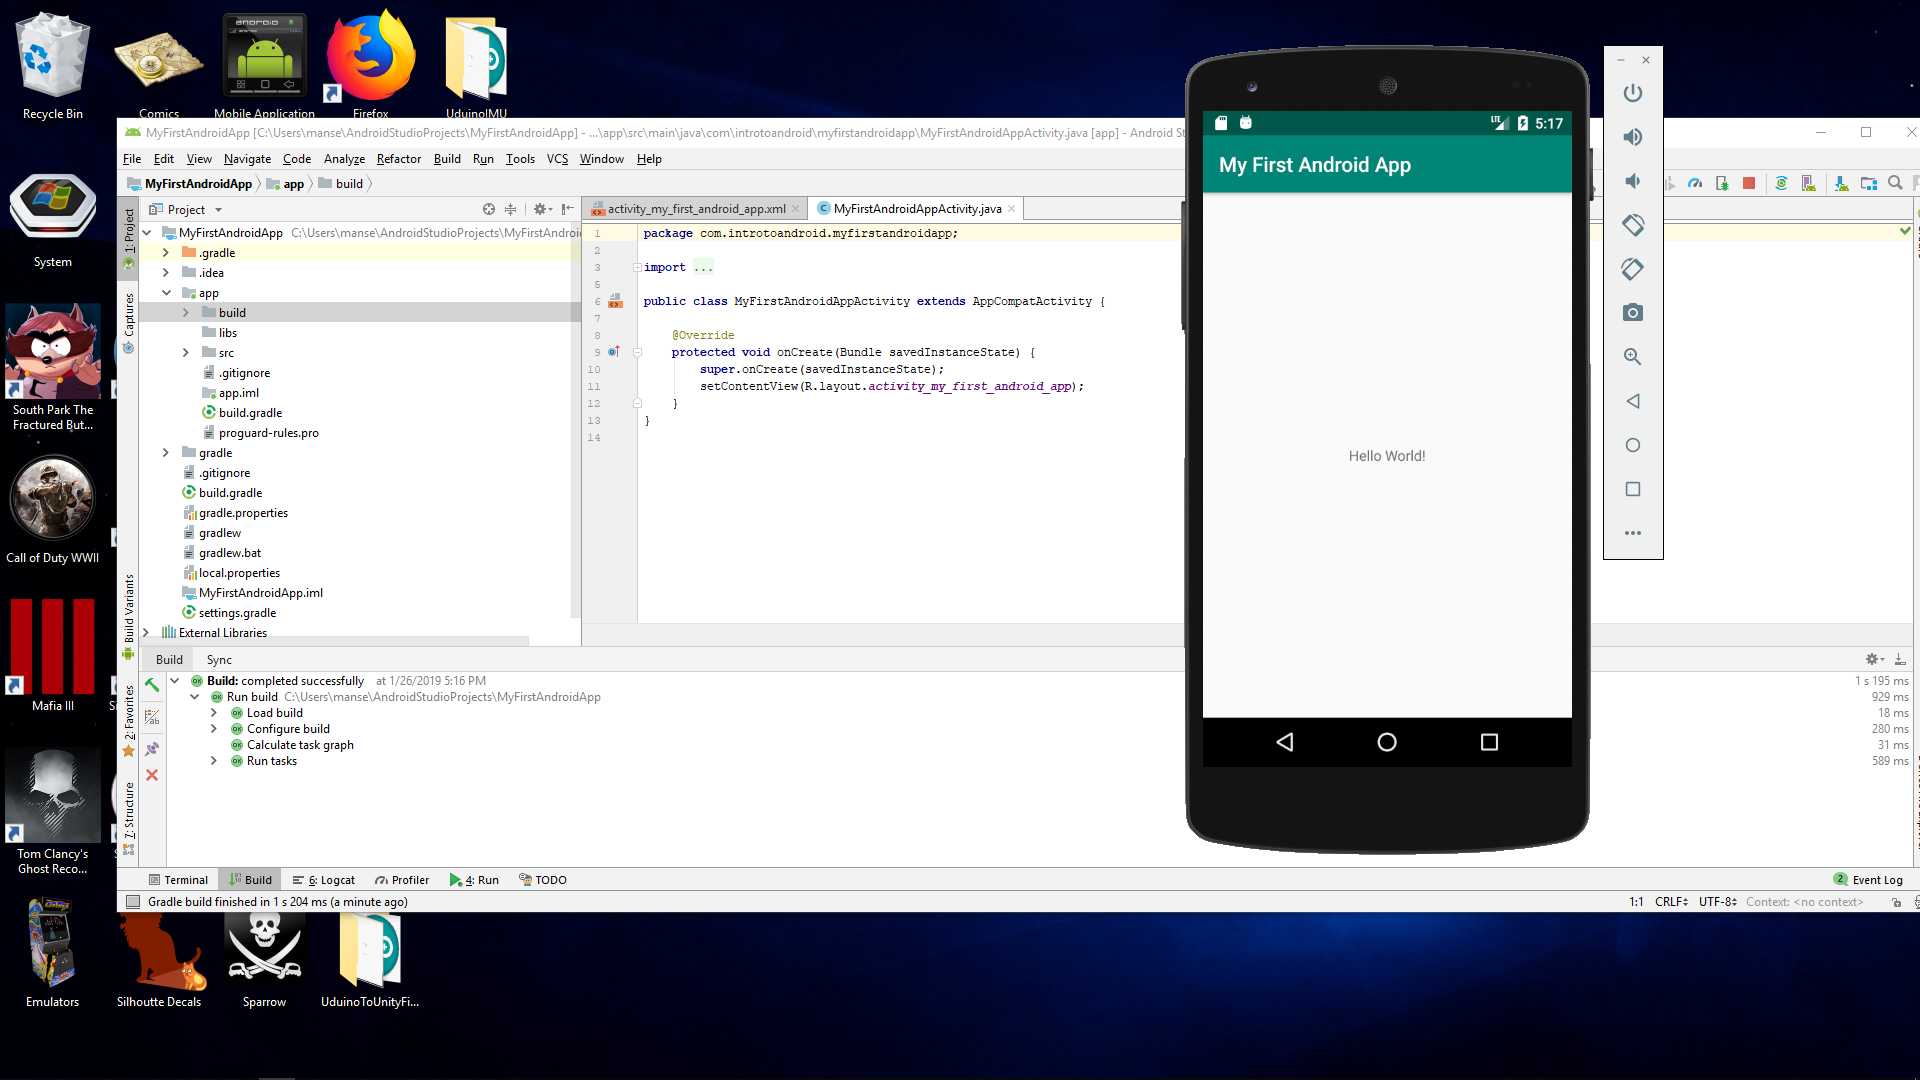 Recycle Bin
Comics
android
Mobile Application
Firefox
UduinoIMU
System
South Park The
Fractured But...
Call of Duty WWII
Mafia III
Tom Clancy's
Ghost Reco...
Emulators
Silhoutte Decals
Sparrow
UduinoToUnityFi...
MyFirstAndroidApp [C:\Users\manse\AndroidStudioProjects\MyFirstAndroidApp] - ...\app\src\main\java\com\introtoandroid\myfirstandroidapp\MyFirstAndroidAppActivity.java [app] - Android S
File Edit View Navigate Code Analyze Refactor Build Run Tools VCS Window Help
MyFirstAndroidApp app build
1: Project
Captures
Build Variants
2: Favorites
7: Structure
Project
MyFirstAndroidApp C:\Users\manse\AndroidStudioProjects\MyFirstAndroi
.gradle
.idea
app
build
libs
src
.gitignore
app.iml
build.gradle
proguard-rules.pro
gradle
.gitignore
build.gradle
gradle.properties
gradlew
gradlew.bat
local.properties
MyFirstAndroidApp.iml
settings.gradle
External Libraries
activity_my_first_android_app.xml MyFirstAndroidAppActivity.java
1 package com.introtoandroid.myfirstandroidapp;
2
3 import ...
5
6 public class MyFirstAndroidAppActivity extends AppCompatActivity {
7
8 @Override
9 protected void onCreate(Bundle savedInstanceState) {
10 super.onCreate(savedInstanceState);
11 setContentView(R.layout.activity_my_first_android_app);
12 }
13 }
14
LTE 5:17
My First Android App
Hello World!
Build Sync
Build: completed successfully at 1/26/2019 5:16 PM 1 s 195 ms
Run build C:\Users\manse\AndroidStudioProjects\MyFirstAndroidApp 929 ms
Load build 18 ms
Configure build 280 ms
Calculate task graph 31 ms
Run tasks 589 ms
Terminal Build 6: Logcat Profiler 4: Run TODO 2 Event Log
Gradle build finished in 1 s 204 ms (a minute ago) 1:1 CRLF UTF-8 Context: <no context>